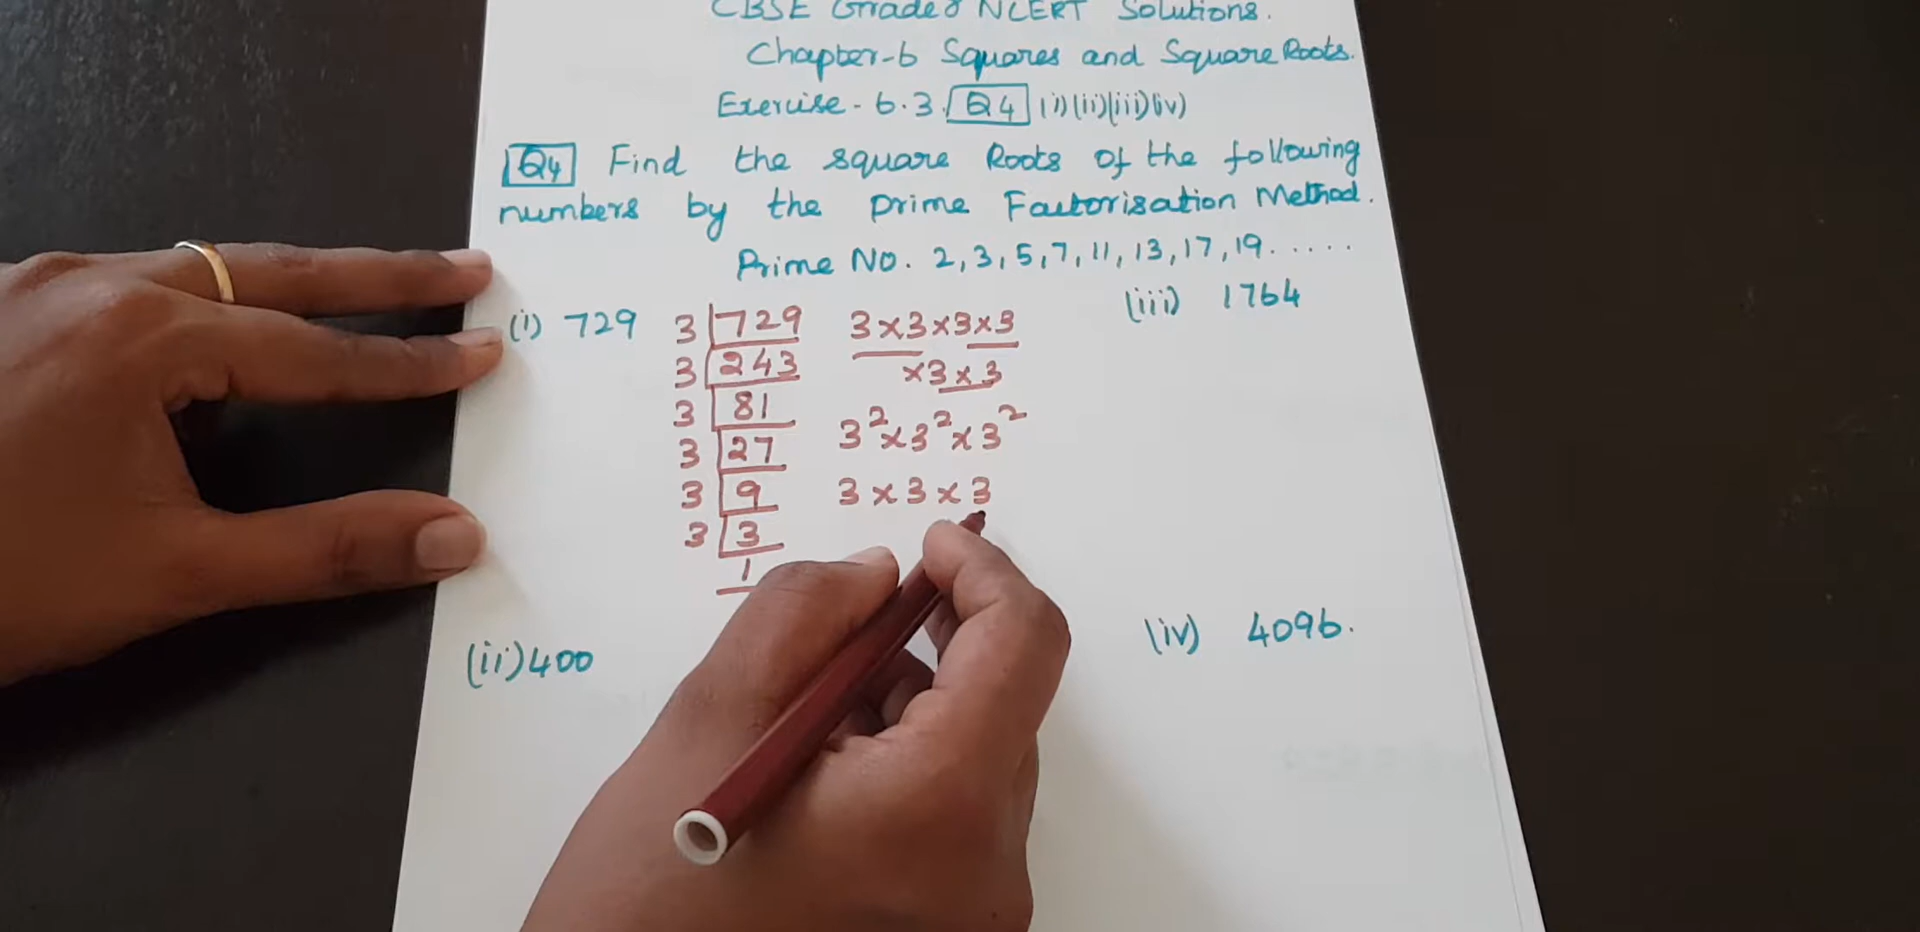 CBSE Grade 8 NCERT Solutions.
Chapter-6 Squares and Square Roots.
Exercise - 6.3. Q4 (i)(ii)(iii)(iv)
Q4 Find the square Roots of the following
numbers by the prime Factorisation Method.
Prime No. 2, 3, 5, 7, 11, 13, 17, 19.....
(i) 729
3 729
3 243
3 81
3 27
3 9
3 3
1
3×3×3×3
×3×3
3²×3²×3²
3×3×3
(iii) 1764
(ii) 400
(iv) 4096.